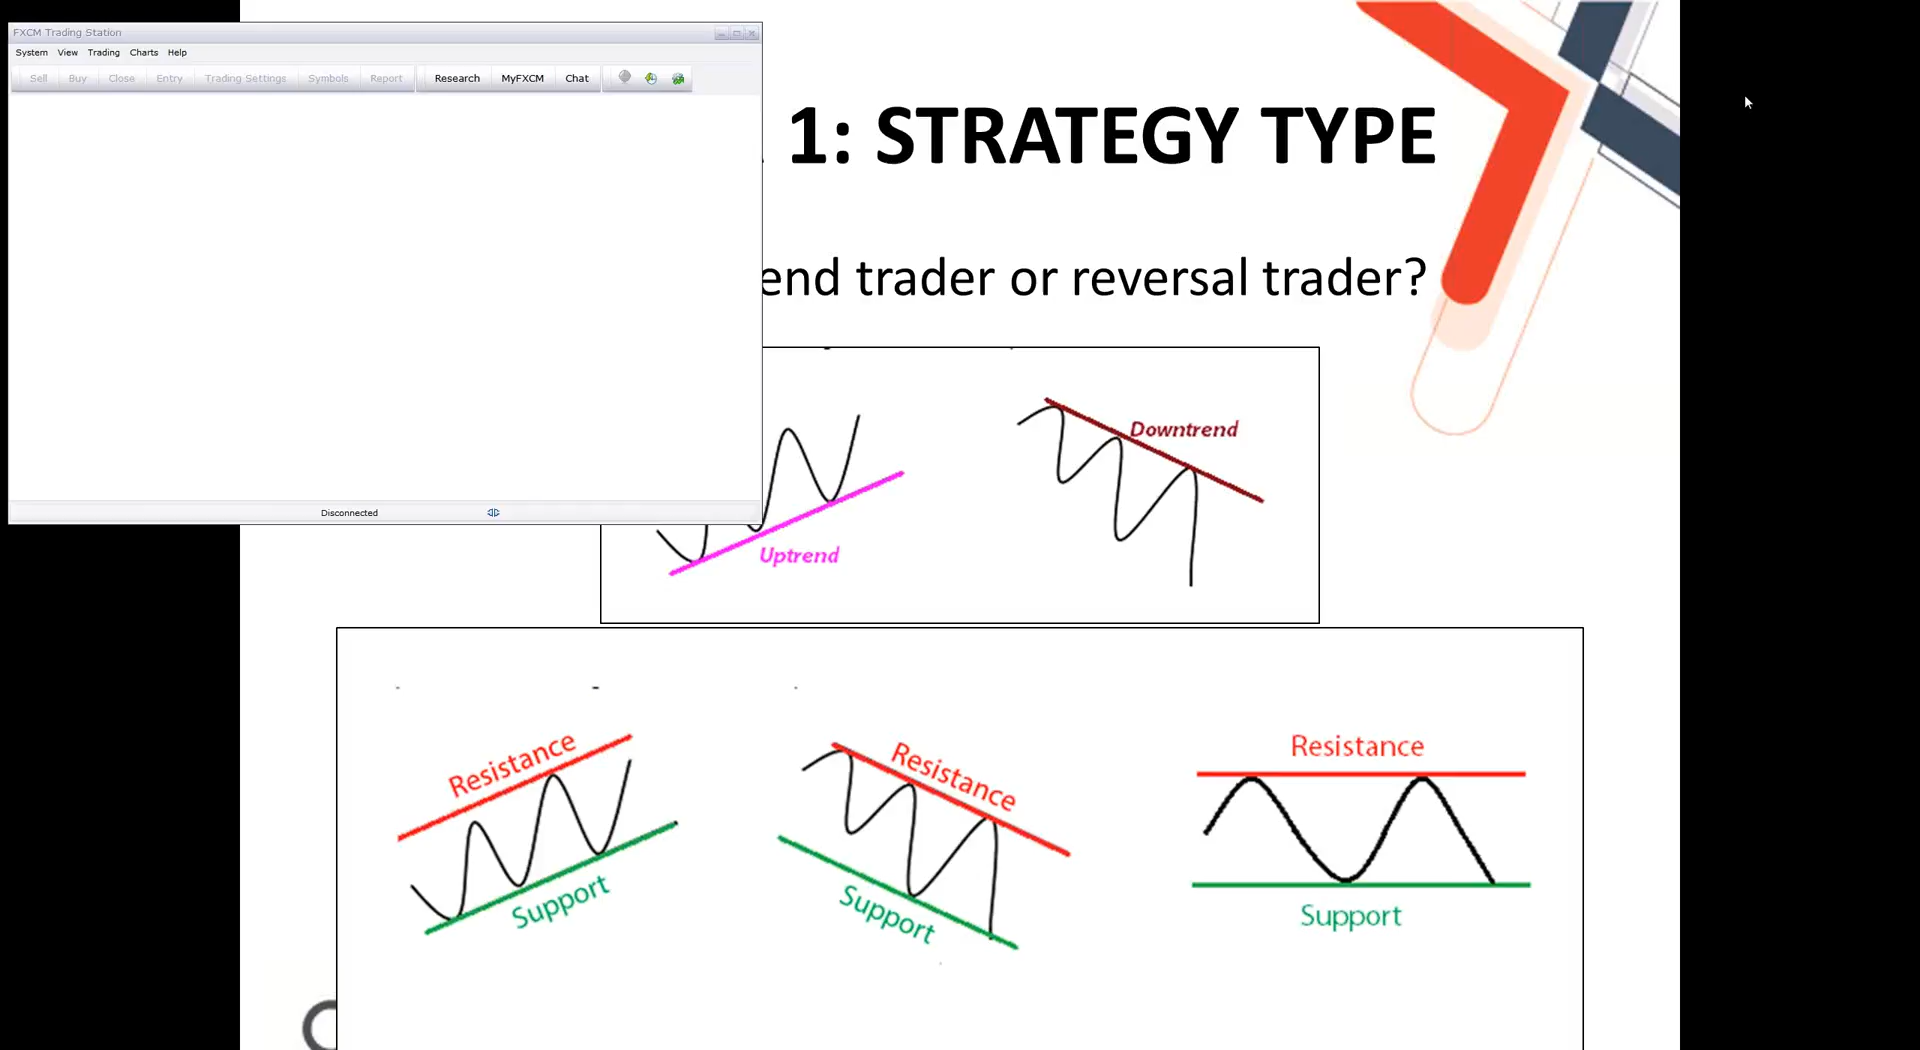 FXCM Trading Station
System View Trading Charts Help
Sell Buy Close Entry Trading Settings Symbols Report Research MyFXCM Chat
1: STRATEGY TYPE
end trader or reversal trader?
Downtrend
Uptrend
Disconnected
Resistance
Support
Resistance
Support
Resistance
Support